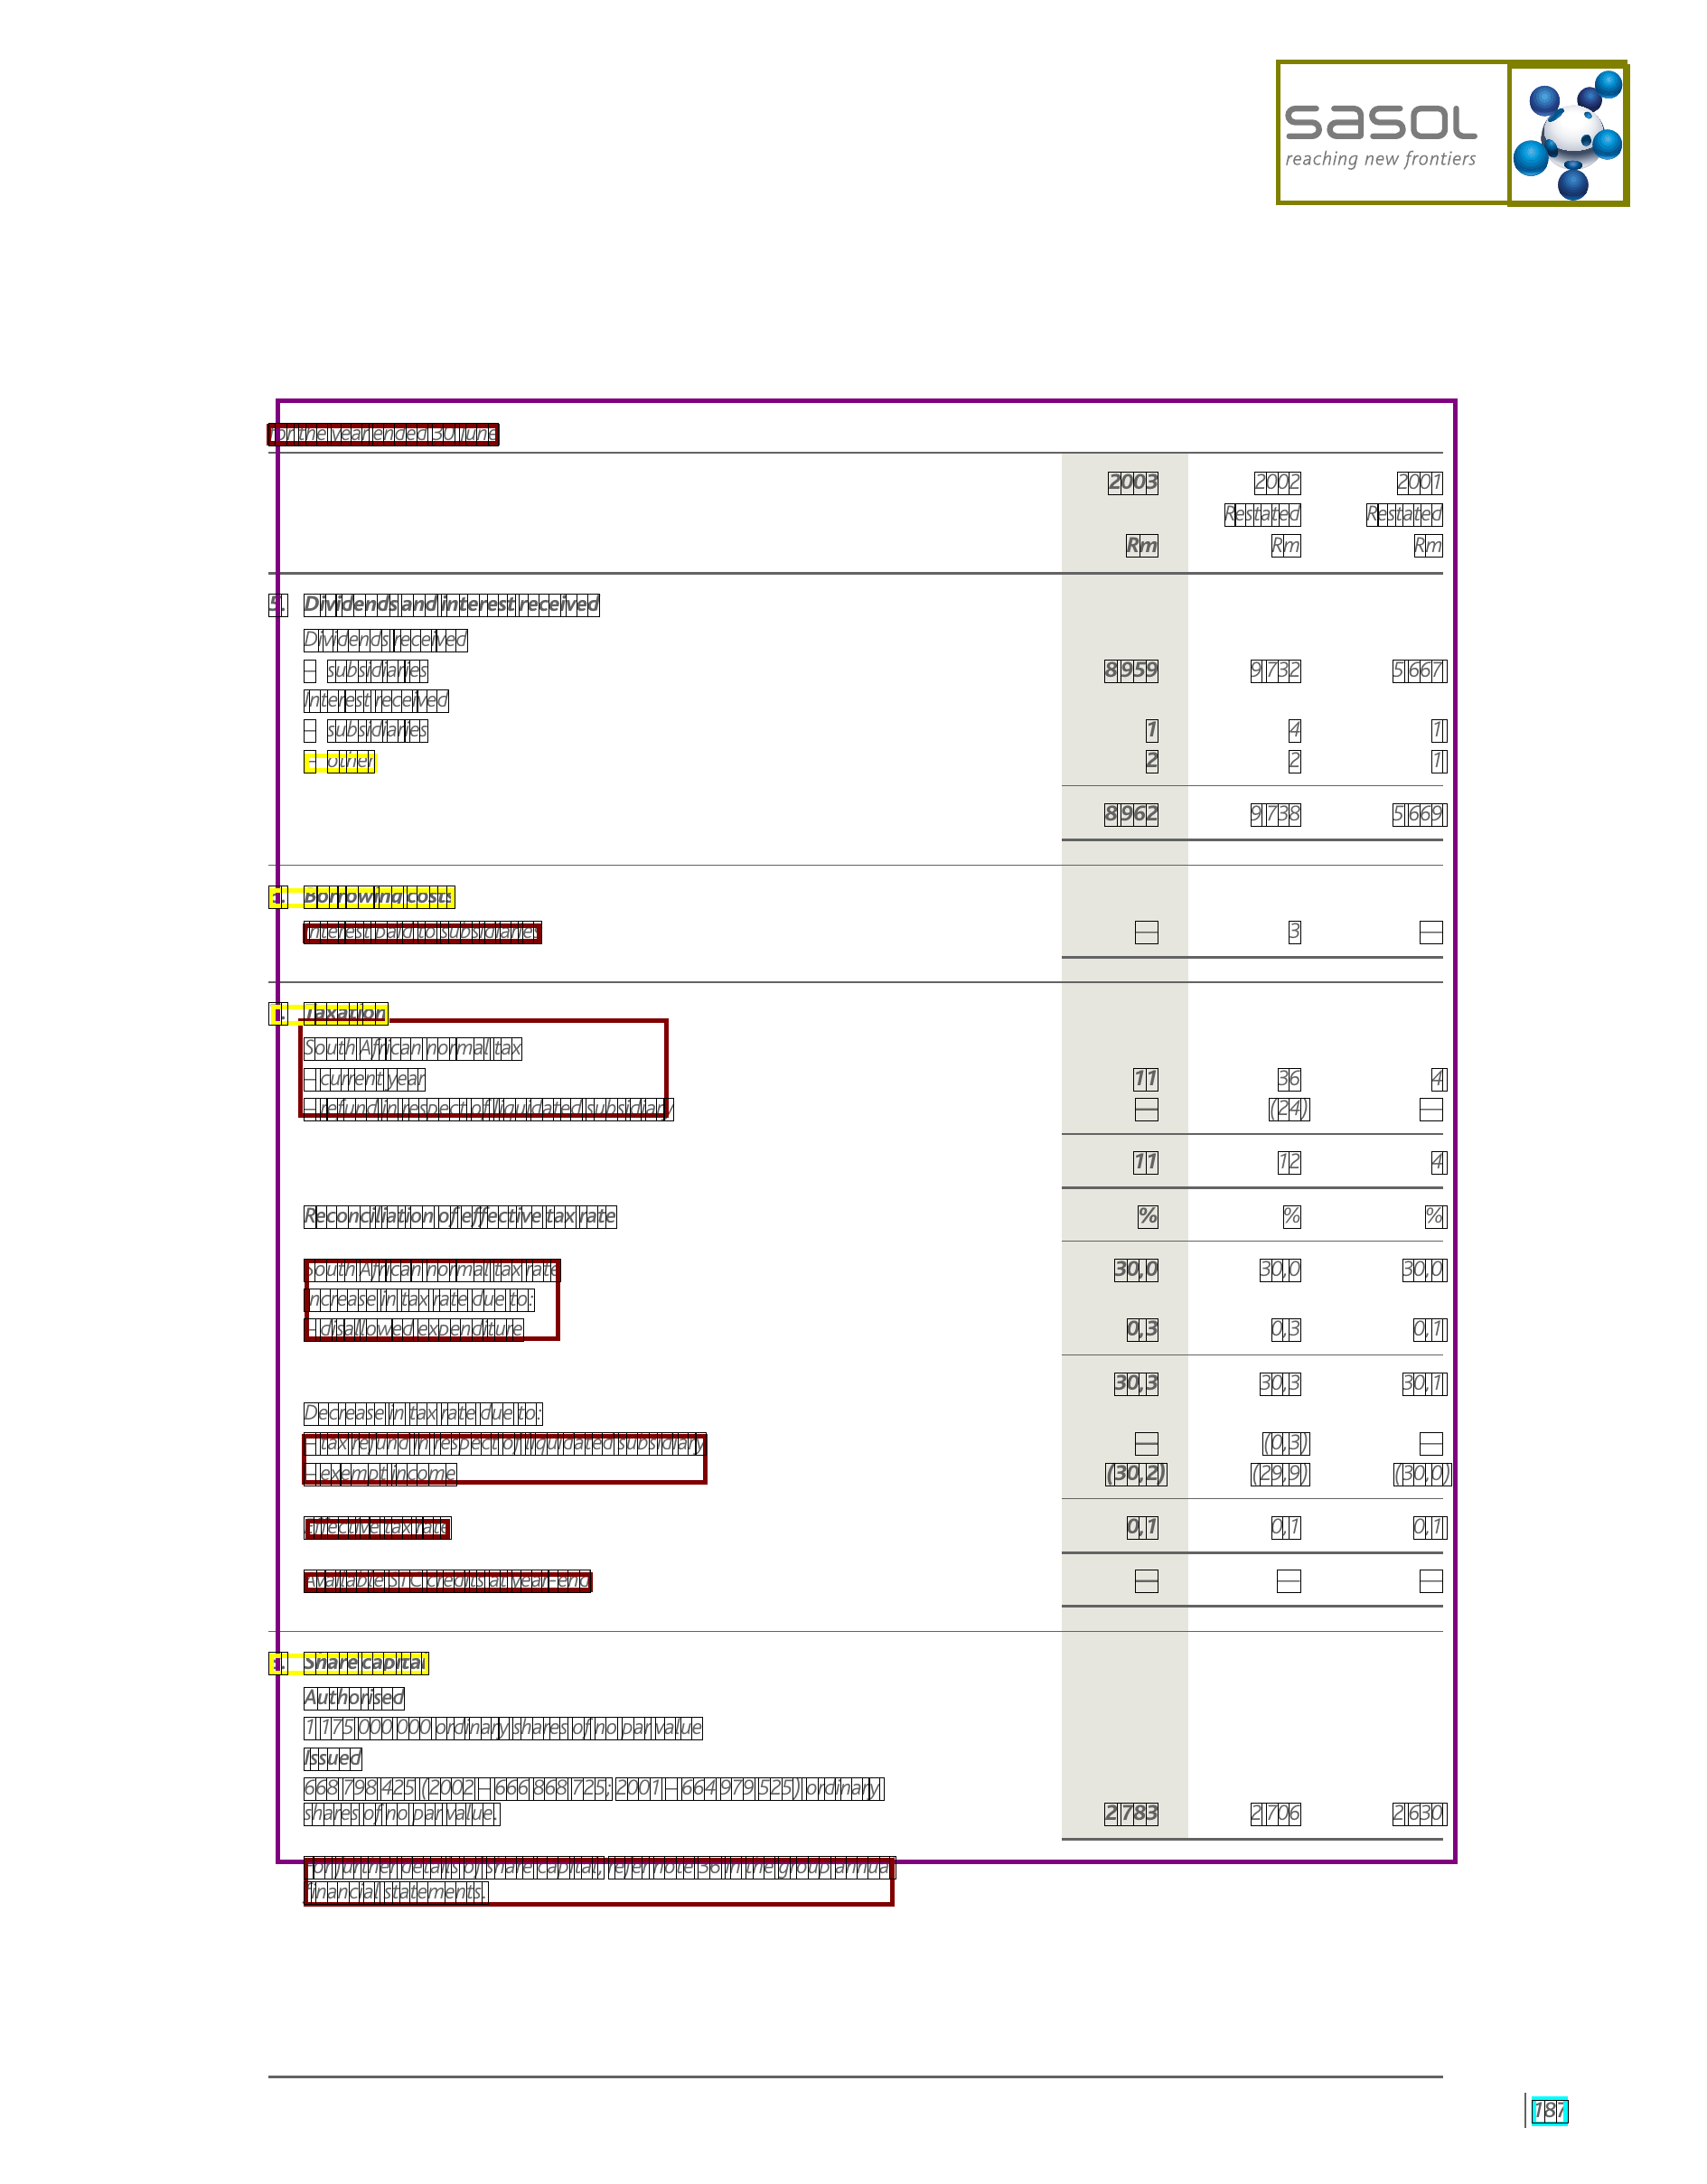 sasol
reaching new frontiers
for the year ended 30 June
2003 2002 2001
Restated Restated
Rm Rm Rm
5. Dividends and interest received
Dividends received
– subsidiaries 8 959 9 732 5 667
Interest received
– subsidiaries 1 4 1
– other 2 2 1
8 962 9 738 5 669
Borrowing costs
Interest paid to subsidiaries — 3 —
Taxation
South African normal tax
– current year 11 36 4
– refund in respect of liquidated subsidiary — (24) —
11 12 4
Reconciliation of effective tax rate % % %
South African normal tax rate 30,0 30,0 30,0
Increase in tax rate due to:
– disallowed expenditure 0,3 0,3 0,1
30,3 30,3 30,1
Decrease in tax rate due to:
– tax refund in respect of liquidated subsidiary — (0,3) —
– exempt income (30,2) (29,9) (30,0)
Effective tax rate 0,1 0,1 0,1
Available STC credits at year-end — — —
Share capital
Authorised
1 175 000 000 ordinary shares of no par value
Issued
668 798 425 (2002 – 666 868 725; 2001 – 664 979 525) ordinary
shares of no par value. 2 783 2 706 2 630
For further details of share capital, refer note 36 in the group annual
financial statements.
187